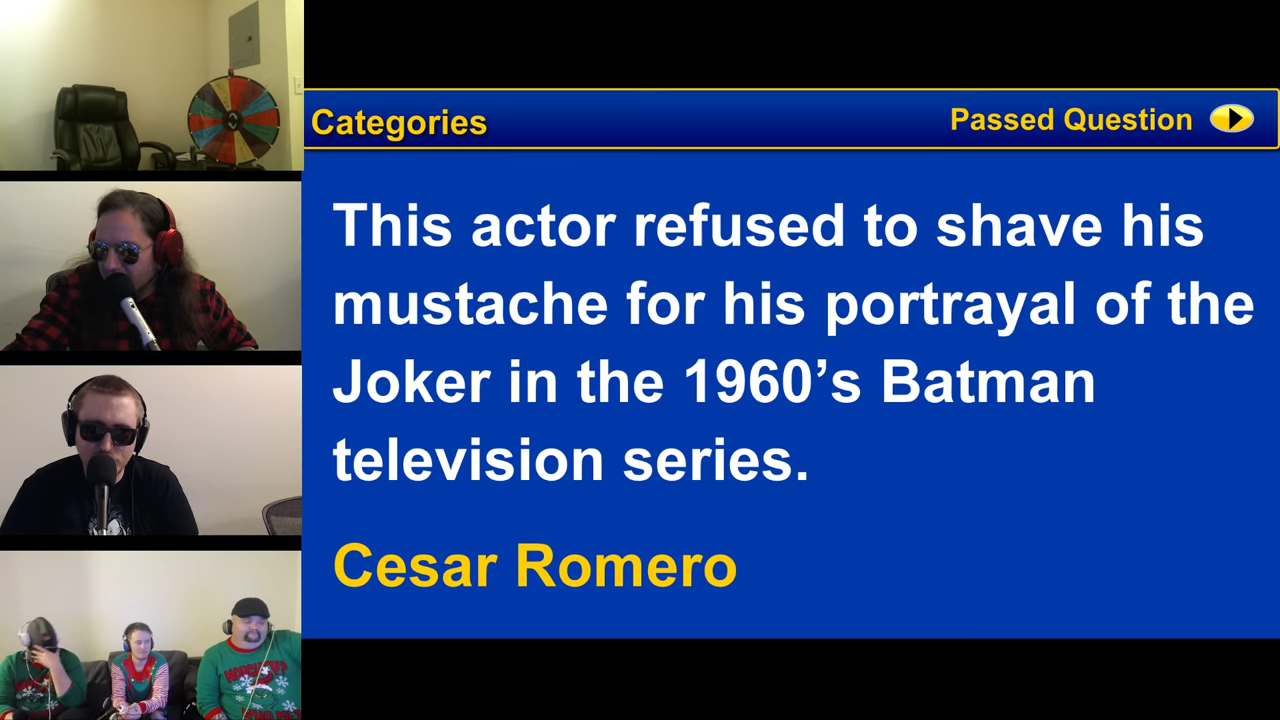 Categories
Passed Question
This actor refused to shave his
mustache for his portrayal of the
Joker in the 1960’s Batman
television series.
Cesar Romero